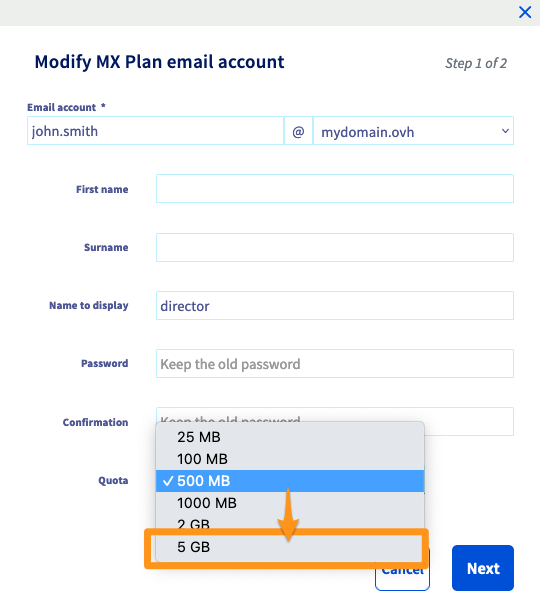 Modify MX Plan email account
Step 1 of 2
Email account *
john.smith @ mydomain.ovh
First name
Surname
Name to display director
Password Keep the old password
Confirmation Keep the old password
25 MB
100 MB
Quota ✓ 500 MB
1000 MB
2 GB
5 GB
Cancel Next